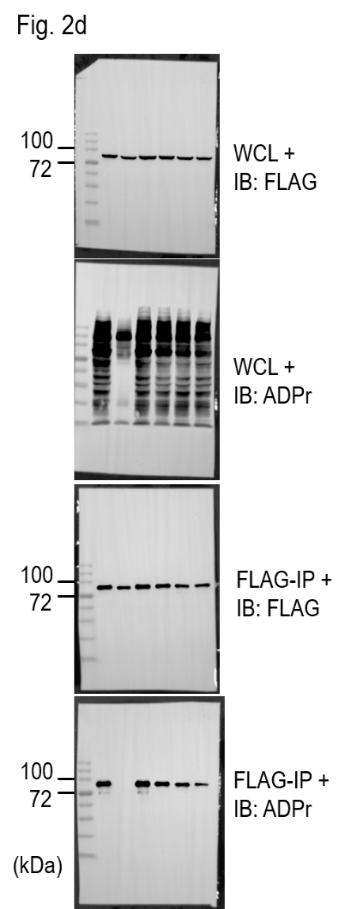 Fig. 2d
100
72
WCL +
IB: FLAG
WCL +
IB: ADPr
100
72
FLAG-IP +
IB: FLAG
100
72
FLAG-IP +
IB: ADPr
(kDa)